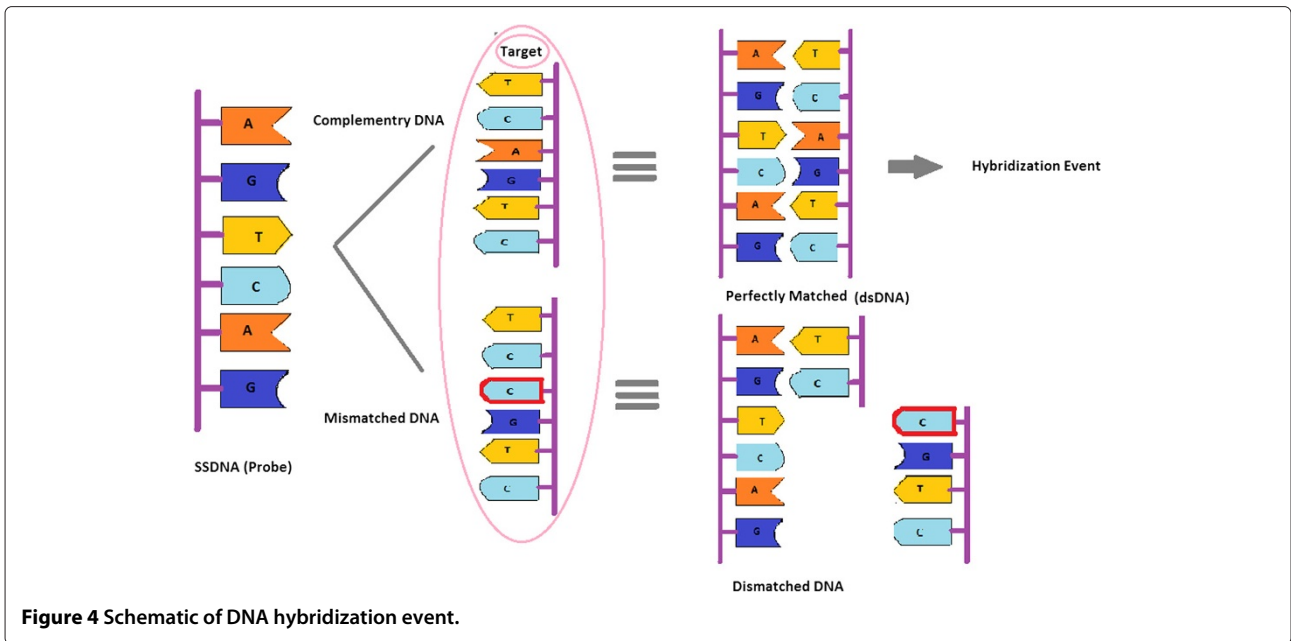 Target
A
G
T
C
A
G
SSDNA (Probe)
Complementry DNA
T
C
A
G
T
C
Mismatched DNA
T
C
C
G
T
C
A T
G C
T A
C G
A T
G C
Perfectly Matched (dsDNA)
Hybridization Event
A T
G C
T C
C G
A T
G C
Dismatched DNA
Figure 4 Schematic of DNA hybridization event.